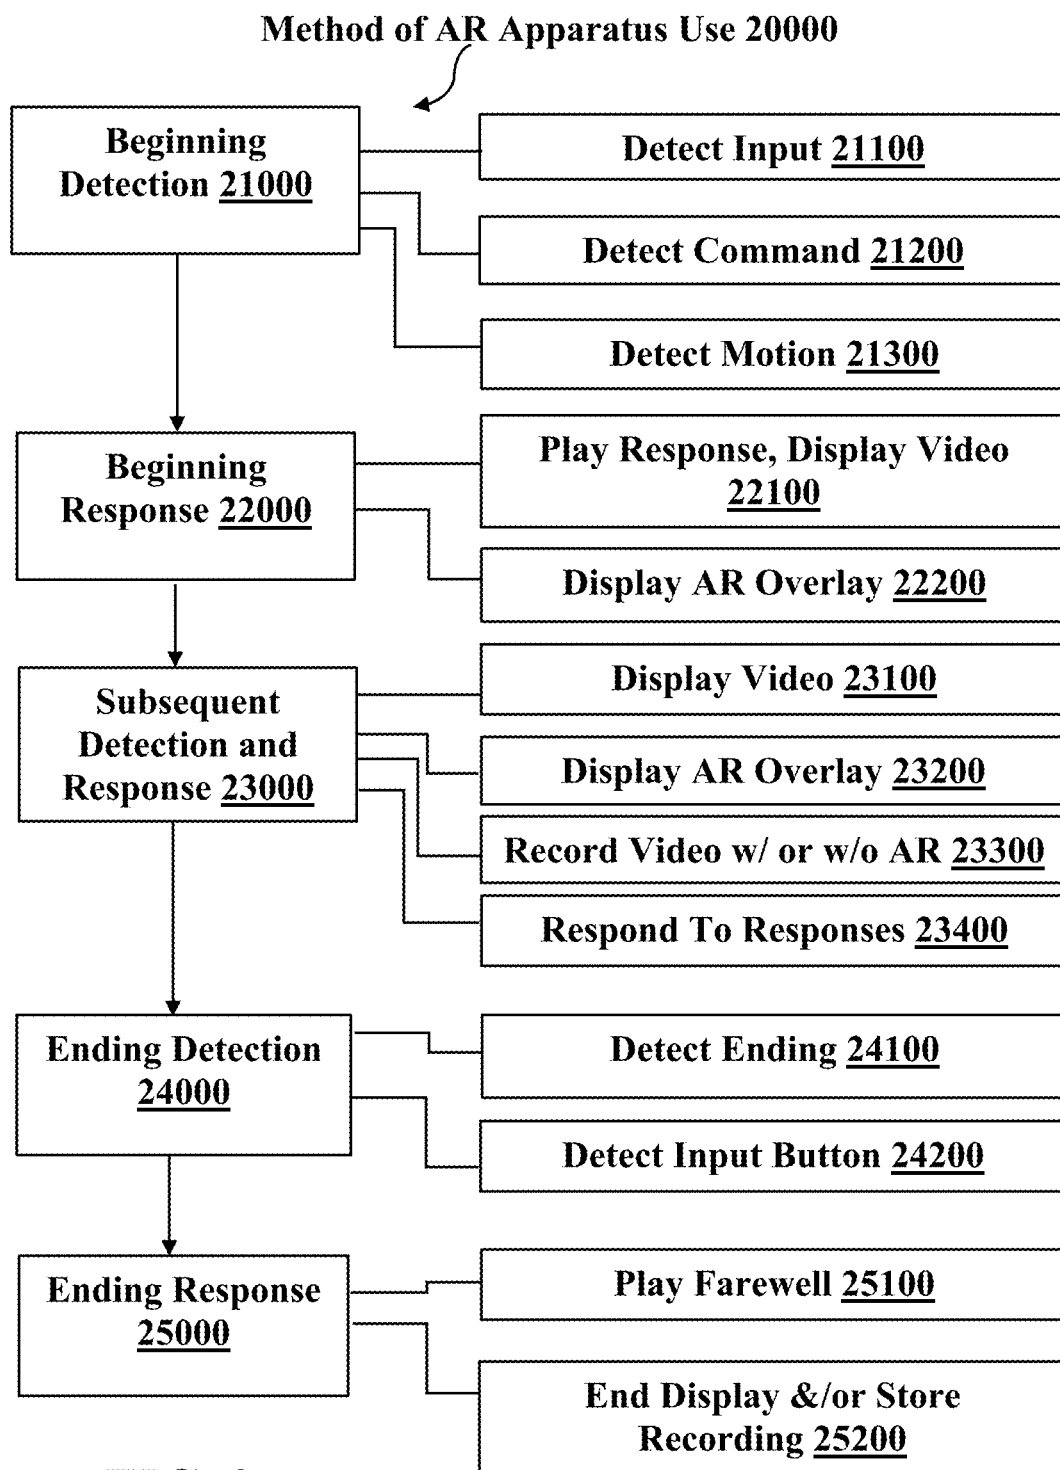 Method of AR Apparatus Use 20000
Beginning
Detection 21000
Detect Input 21100
Detect Command 21200
Detect Motion 21300
Beginning
Response 22000
Play Response, Display Video
22100
Display AR Overlay 22200
Subsequent
Detection and
Response 23000
Display Video 23100
Display AR Overlay 23200
Record Video w/ or w/o AR 23300
Respond To Responses 23400
Ending Detection
24000
Detect Ending 24100
Detect Input Button 24200
Ending Response
25000
Play Farewell 25100
End Display &/or Store
Recording 25200